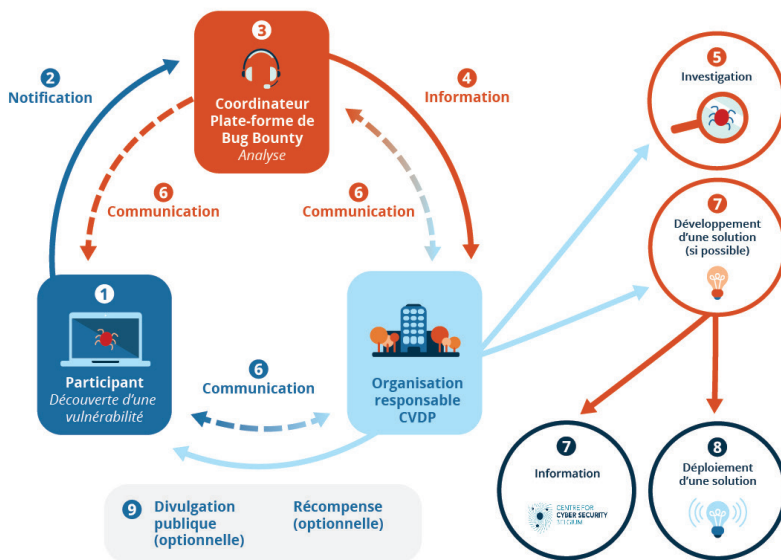 3
Coordinateur
Plate-forme de
Bug Bounty
Analyse
2
Notification
4
Information
5
Investigation
6
Communication
6
Communication
7
Développement
d'une solution
(si possible)
1
Participant
Découverte d'une
vulnérabilité
6
Communication
Organisation
responsable
CVDP
7
Information
CENTRE FOR
CYBER SECURITY
BELGIUM
8
Déploiement
d'une solution
9
Divulgation
publique
(optionnelle)
Récompense
(optionnelle)